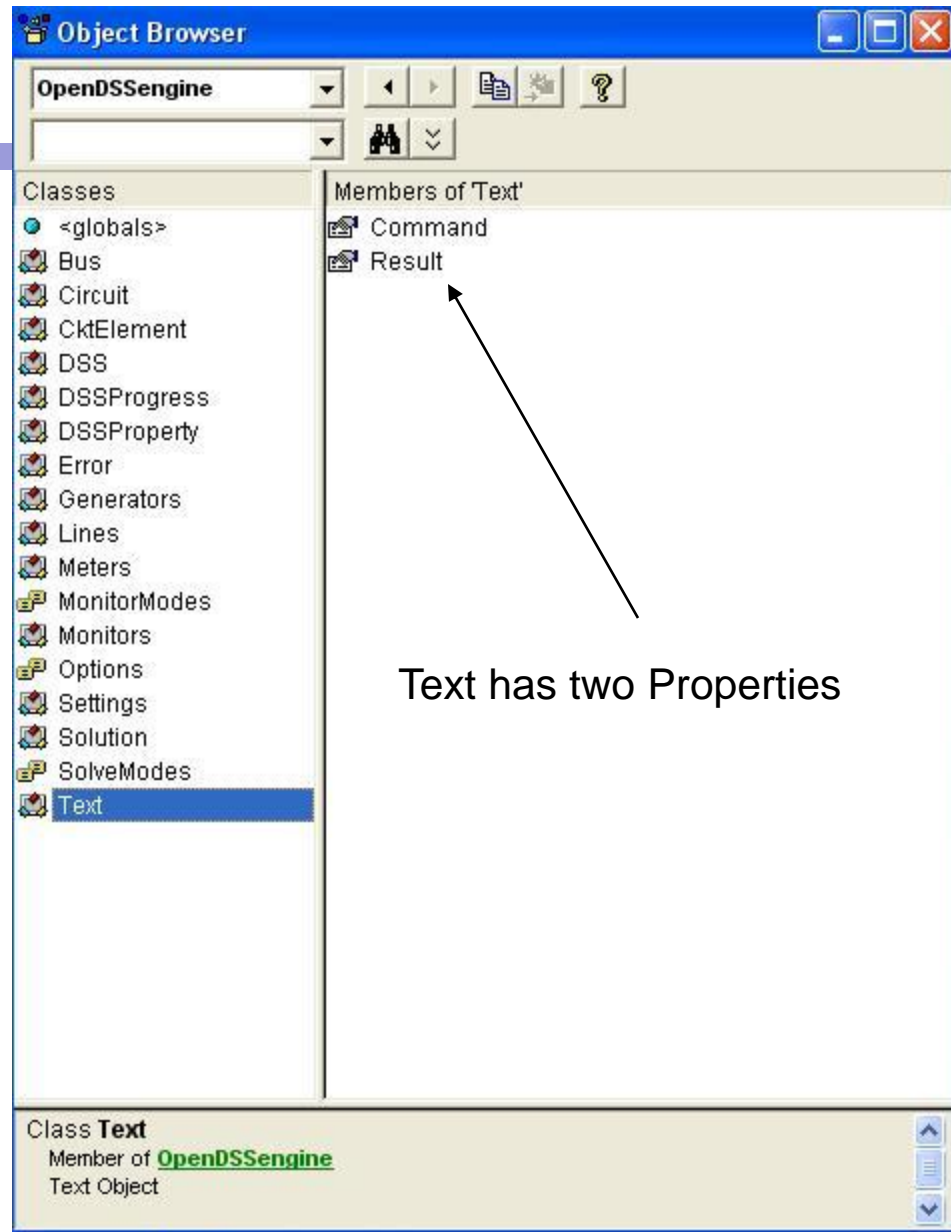 Object Browser
OpenDSSengine
Classes
Members of 'Text'
<globals>
Bus
Circuit
CktElement
DSS
DSSProgress
DSSProperty
Error
Generators
Lines
Meters
MonitorModes
Monitors
Options
Settings
Solution
SolveModes
Text
Command
Result
Text has two Properties
Class Text
Member of OpenDSSengine
Text Object